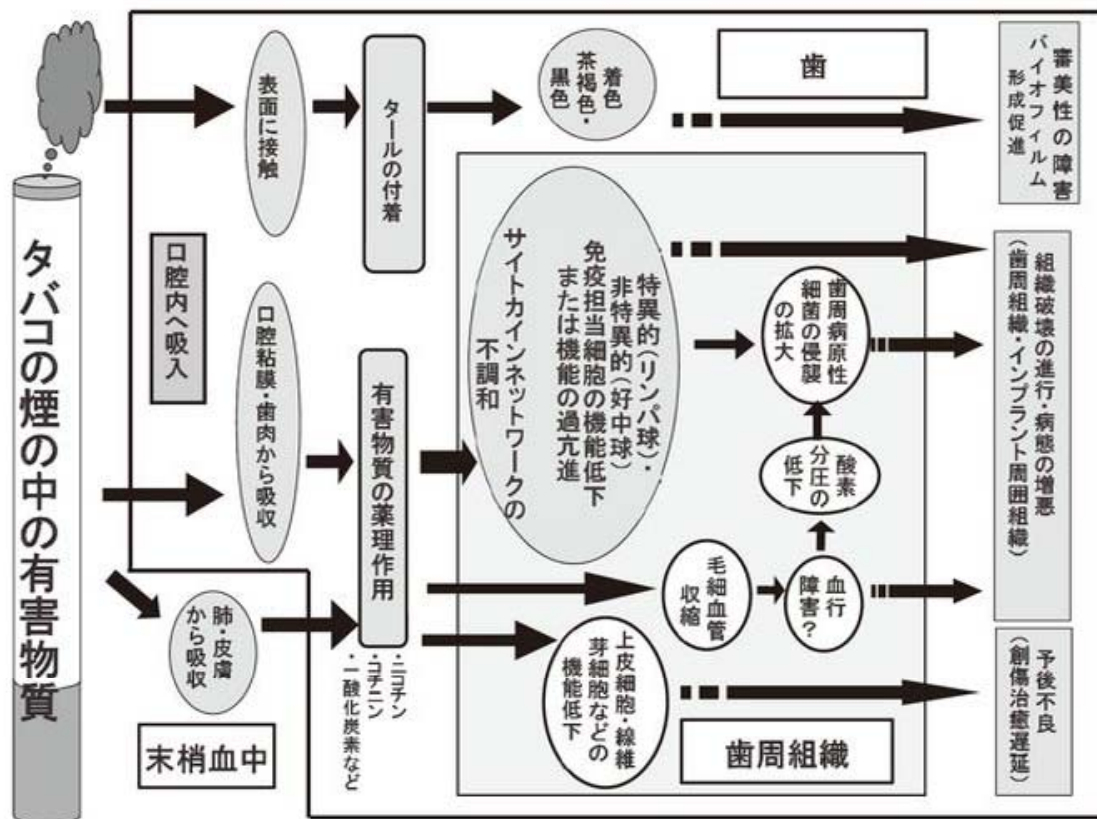 タバコの煙の中の有害物質
口腔内へ吸入
末梢血中
表面に接触
口腔粘膜・歯肉から吸収
肺・皮膚
から吸収
タールの付着
有害物質の薬理作用
・ニコチン
・コチニン
・一酸化炭素など
着色
茶褐色・
黒色
歯
特異的(リンパ球)・
非特異的(好中球)
免疫担当細胞の機能低下
または機能の過亢進
サイトカインネットワークの
不調和
歯周病原性
細菌の侵襲
の拡大
酸素
分圧の
低下
毛細血管
収縮
血行
障害?
上皮細胞・線維
芽細胞などの
機能低下
歯周組織
審美性の障害
バイオフィルム
形成促進
組織破壊の進行・病態の増悪
(歯周組織・インプラント周囲組織)
予後不良
(創傷治癒遅延)